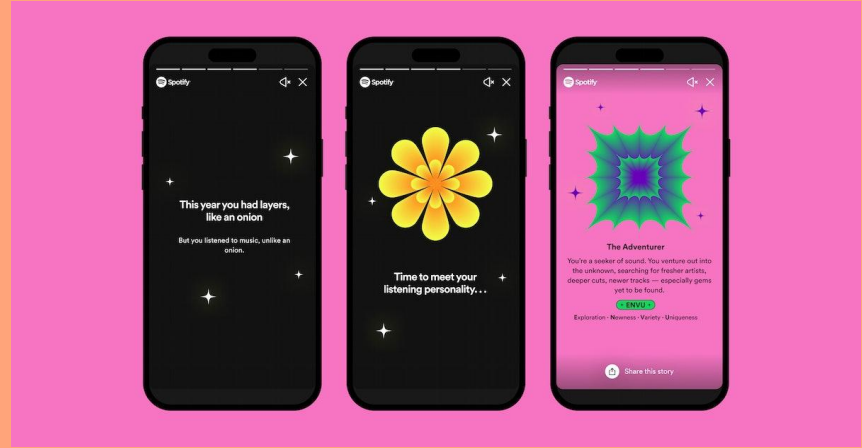 Spotify
This year you had layers,
like an onion
But you listened to music, unlike an
onion.
Spotify
Time to meet your
listening personality...
Spotify
The Adventurer
You're a seeker of sound. You venture out into
the unknown, searching for fresher artists,
deeper cuts, newer tracks — especially gems
yet to be found.
ENVU
Exploration · Newness · Variety · Uniqueness
Share this story